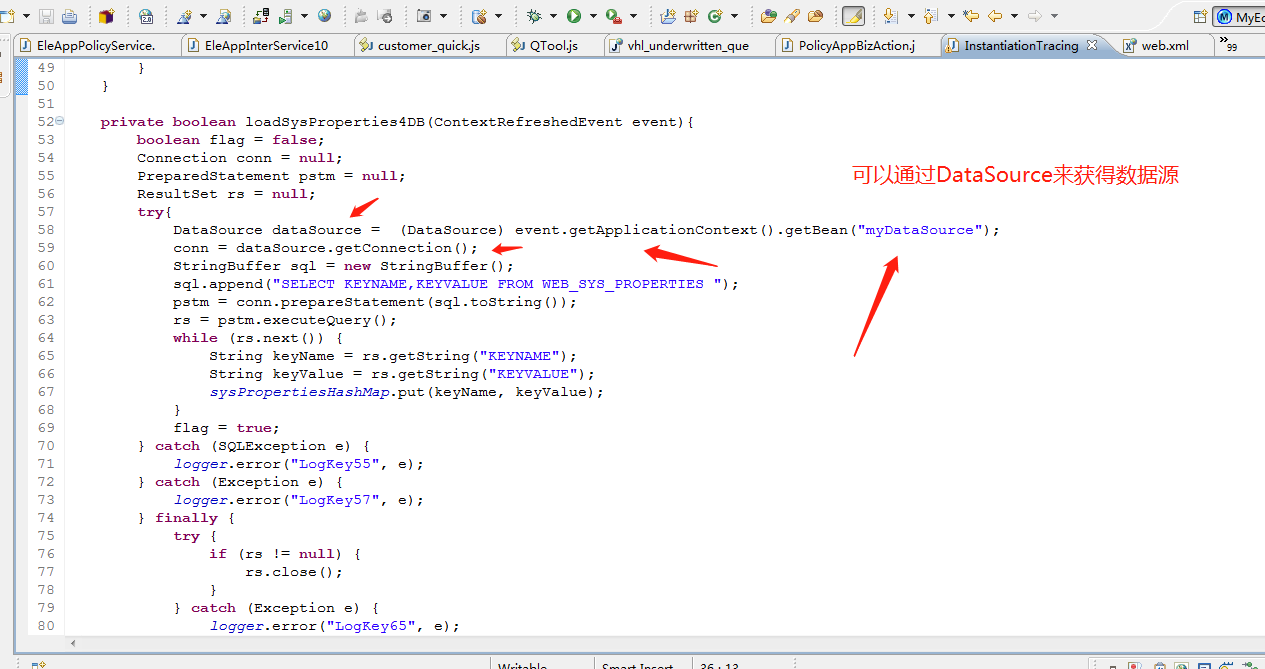 MyEc
EleAppPolicyService.
EleAppInterService10
customer_quick.js
QTool.js
vhl_underwritten_que
PolicyAppBizAction.j
InstantiationTracing
web.xml
99
49 }
50 }
51
52 private boolean loadSysProperties4DB(ContextRefreshedEvent event){
53 boolean flag = false;
54 Connection conn = null;
55 PreparedStatement pstm = null;
可以通过DataSource来获得数据源
56 ResultSet rs = null;
57 try{
58 DataSource dataSource =  (DataSource) event.getApplicationContext().getBean("myDataSource");
59 conn = dataSource.getConnection();
60 StringBuffer sql = new StringBuffer();
61 sql.append("SELECT KEYNAME,KEYVALUE FROM WEB_SYS_PROPERTIES ");
62 pstm = conn.prepareStatement(sql.toString());
63 rs = pstm.executeQuery();
64 while (rs.next()) {
65 String keyName = rs.getString("KEYNAME");
66 String keyValue = rs.getString("KEYVALUE");
67 sysPropertiesHashMap.put(keyName, keyValue);
68 }
69 flag = true;
70 } catch (SQLException e) {
71 logger.error("LogKey55", e);
72 } catch (Exception e) {
73 logger.error("LogKey57", e);
74 } finally {
75 try {
76 if (rs != null) {
77 rs.close();
78 }
79 } catch (Exception e) {
80 logger.error("LogKey65", e);
Writable
Smart Insert
36 : 13